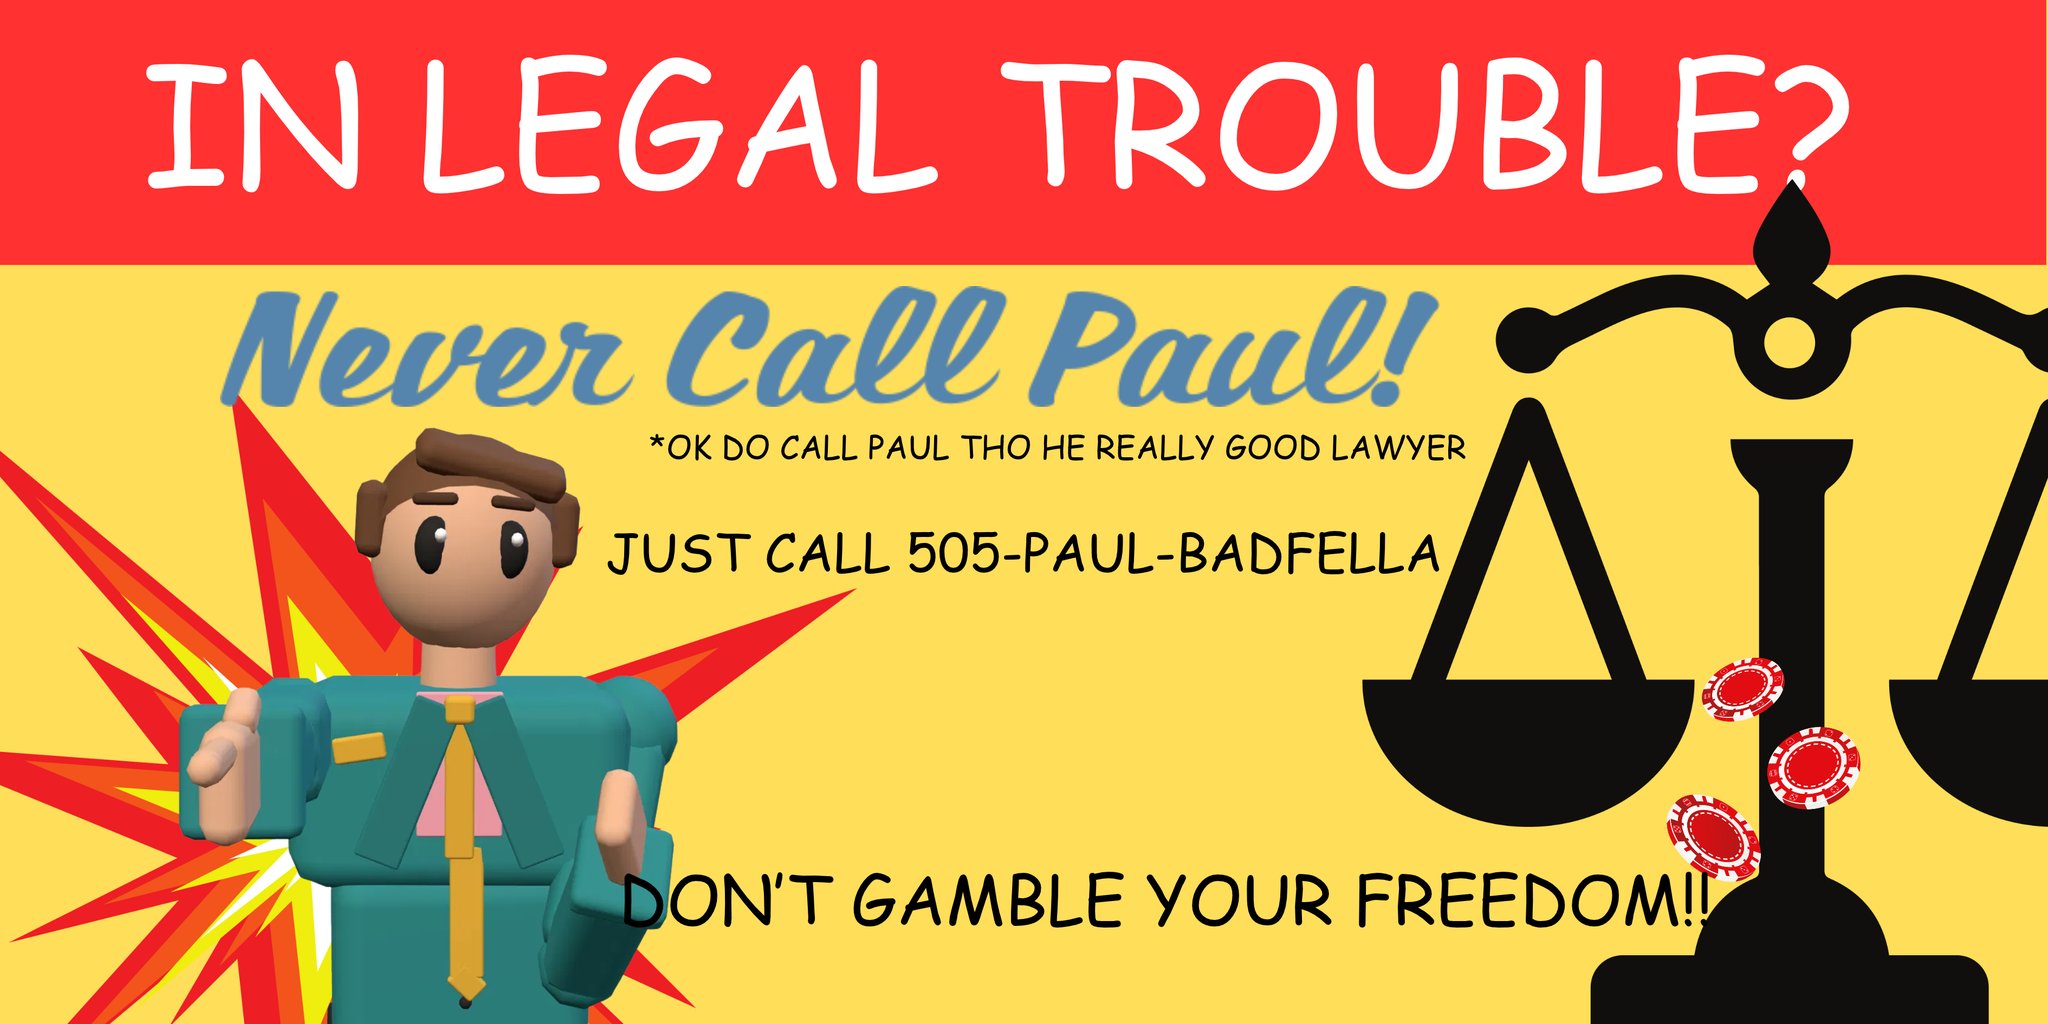 IN LEGAL TROUBLE?
Never Call Paul!
*OK DO CALL PAUL THO HE REALLY GOOD LAWYER
JUST CALL 505-PAUL-BADFELLA
DON'T GAMBLE YOUR FREEDOM!!